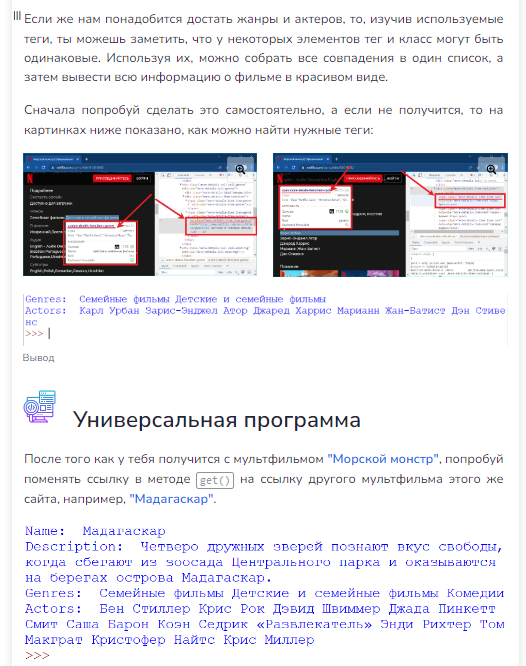 Если же нам понадобится достать жанры и актеров, то, изучив используемые
теги, ты можешь заметить, что у некоторых элементов тег и класс могут быть
одинаковые. Используя их, можно собрать все совпадения в один список, а
затем вывести всю информацию о фильме в красивом виде.
Сначала попробуй сделать это самостоятельно, а если не получится, то на
картинках ниже показано, как можно найти нужные теги:
Genres: Семейные фильмы Детские и семейные фильмы
Actors: Карл Урбан Зарис-Энджел Атор Джаред Харрис Марианн Жан-Батист Дэн Стиве
нс
>>>
Вывод
Универсальная программа
После того как у тебя получится с мультфильмом "Морской монстр", попробуй
поменять ссылку в методе get() на ссылку другого мультфильма этого же
сайта, например, "Мадагаскар".
Name: Мадагаскар
Description: Четверо дружных зверей познают вкус свободы,
когда сбегают из зоосада Центрального парка и оказываются
на берегах острова Мадагаскар.
Genres: Семейные фильмы Детские и семейные фильмы Комедии
Actors: Бен Стиллер Крис Рок Дэвид Швиммер Джада Пинкетт
Смит Саша Барон Коэн Седрик «Развлекатель» Энди Рихтер Том
Макграт Кристофер Найтс Крис Миллер
>>>